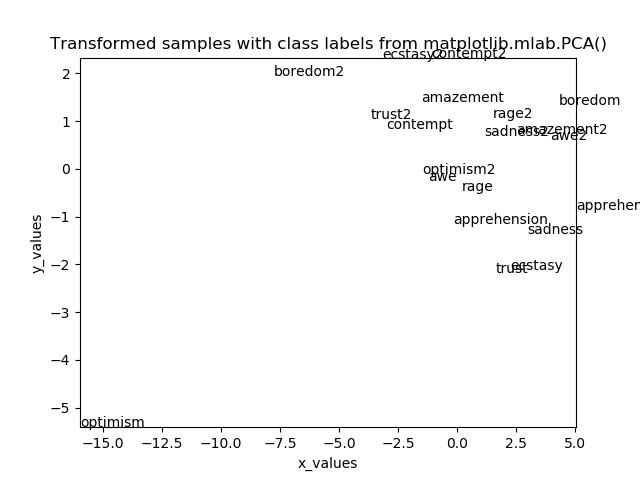 Transformed samples with class labels from matplotlib.mlab.PCA()
ecstasy2
contempt2
boredom2
amazement
boredom
trust2
rage2
contempt
sadness2
amazement2
awe2
optimism2
awe
rage
apprehen
apprehension
sadness
trust
ecstasy
optimism
2
1
0
−1
−2
−3
−4
−5
y_values
−15.0 −12.5 −10.0 −7.5 −5.0 −2.5 0.0 2.5 5.0
x_values